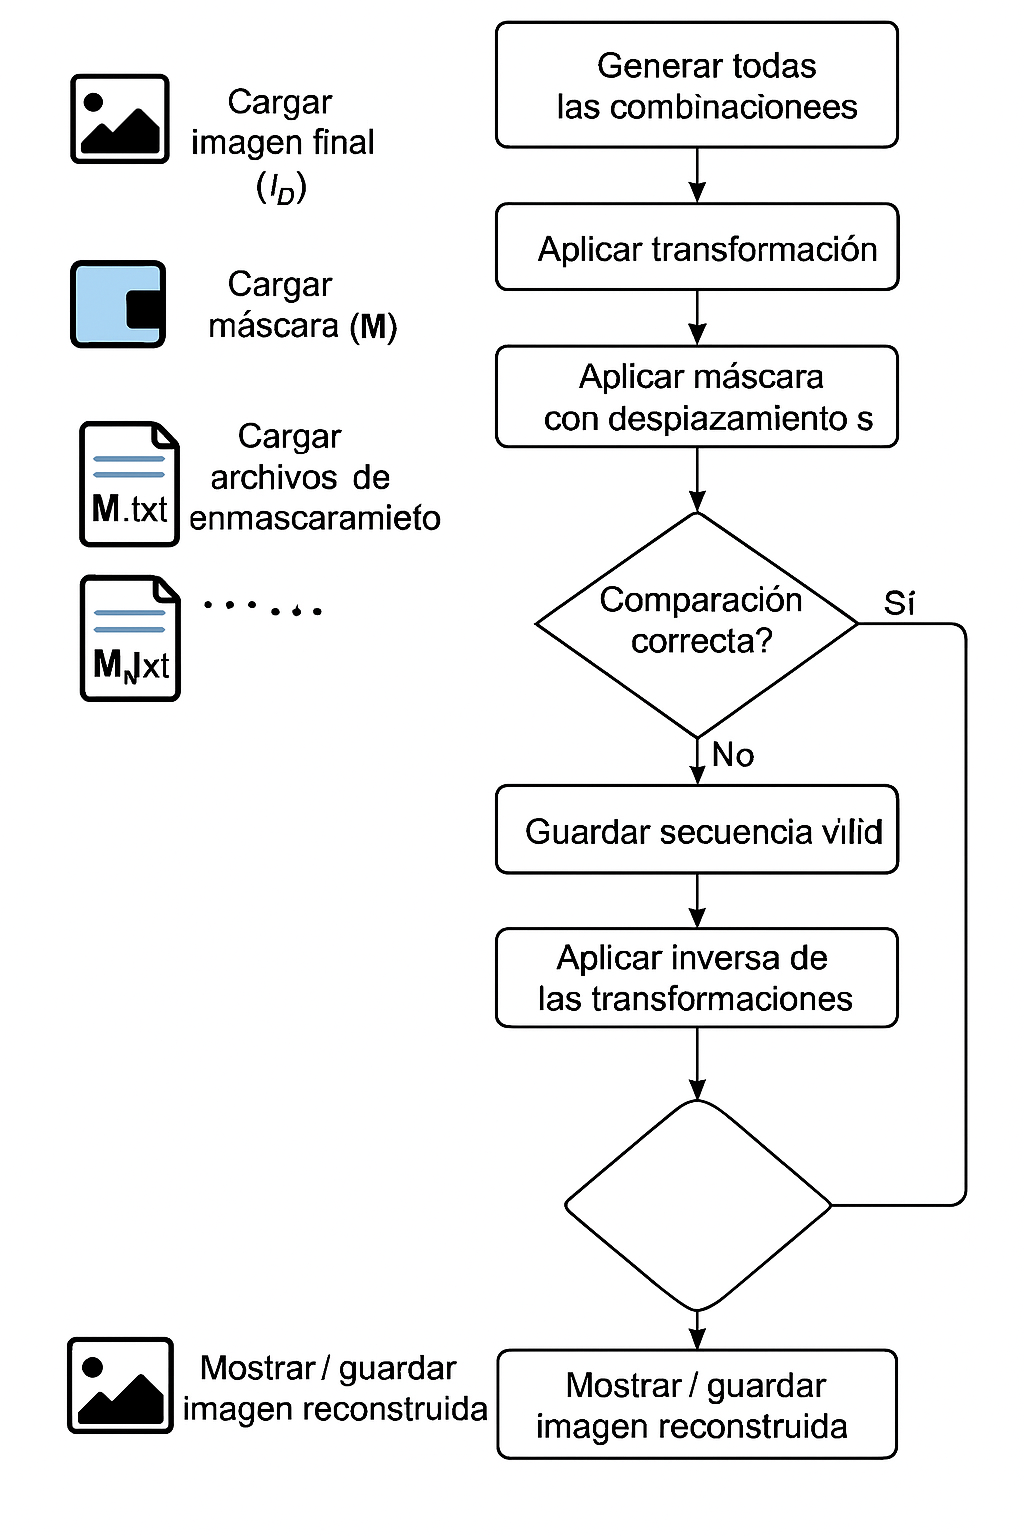 Cargar
imagen final
(I_D)
Cargar
máscara (M)
Cargar
archivos de
enmascaramieto
M.txt
......
M_N.Ixt
Generar todas
las combinacionees
Aplicar transformación
Aplicar máscara
con despiazamiento s
Comparación
correcta?
Sí
No
Guardar secuencia vılid
Aplicar inversa de
las transformaciones
Mostrar / guardar
imagen reconstruida
Mostrar / guardar
imagen reconstruida